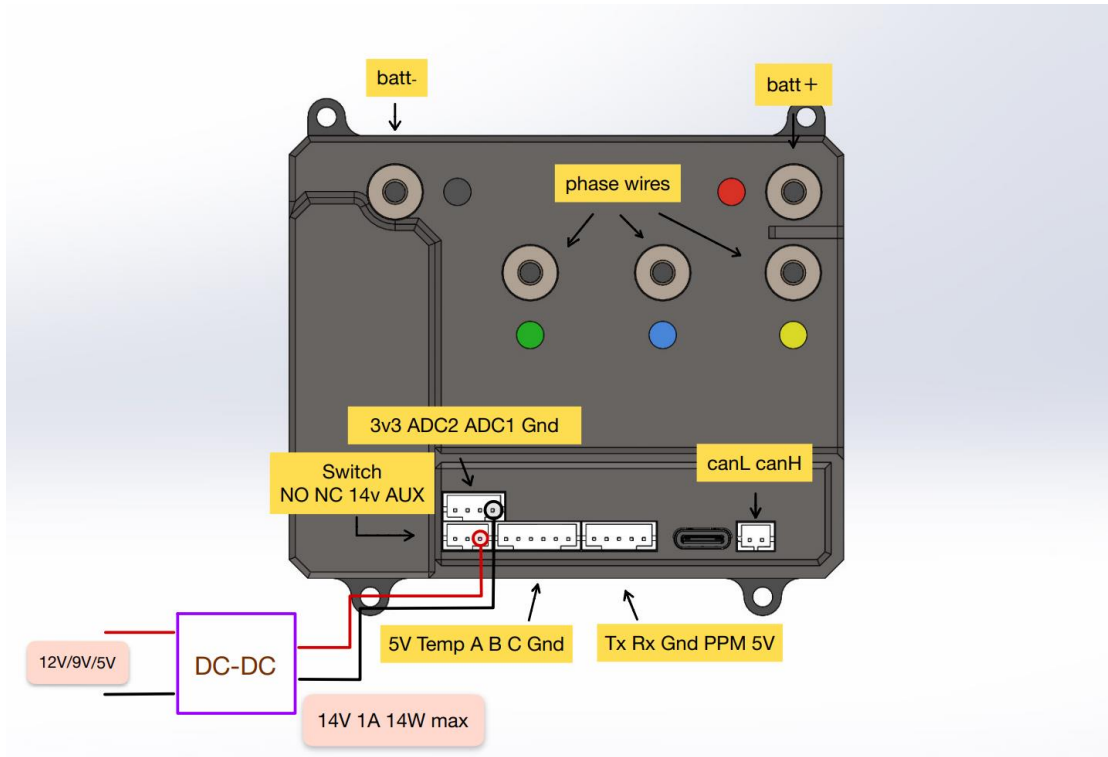 batt-
batt+
phase wires
3v3 ADC2 ADC1 Gnd
Switch
NO NC 14v AUX
canL canH
5V Temp A B C Gnd
Tx Rx Gnd PPM 5V
12V/9V/5V
DC-DC
14V 1A 14W max